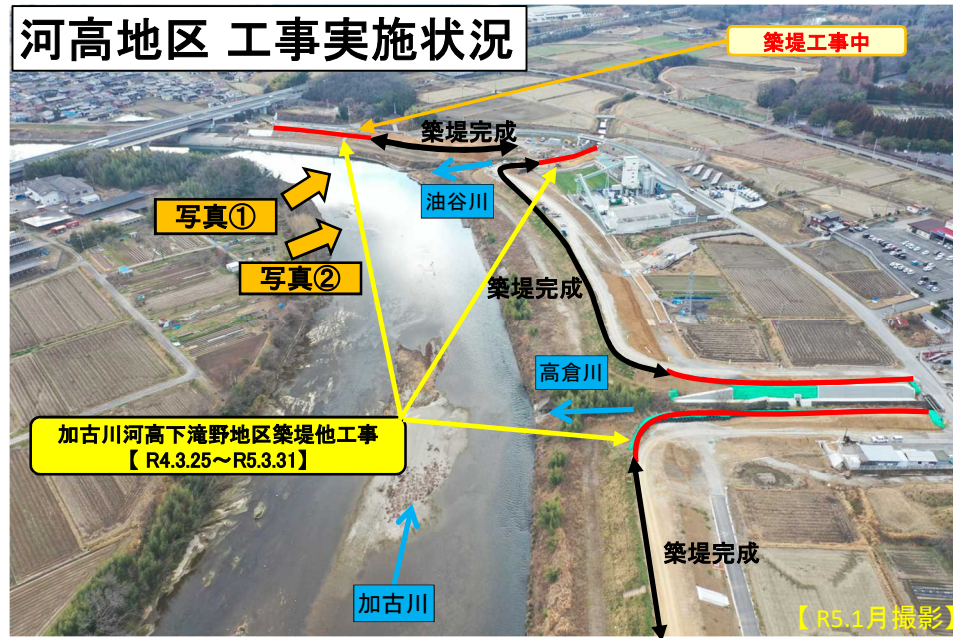 河高地区 工事実施状況
築堤工事中
築堤完成
油谷川
写真①
写真②
築堤完成
高倉川
加古川河高下滝野地区築堤他工事
【 R4.3.25～R5.3.31】
築堤完成
加古川
【 R5.1月撮影】